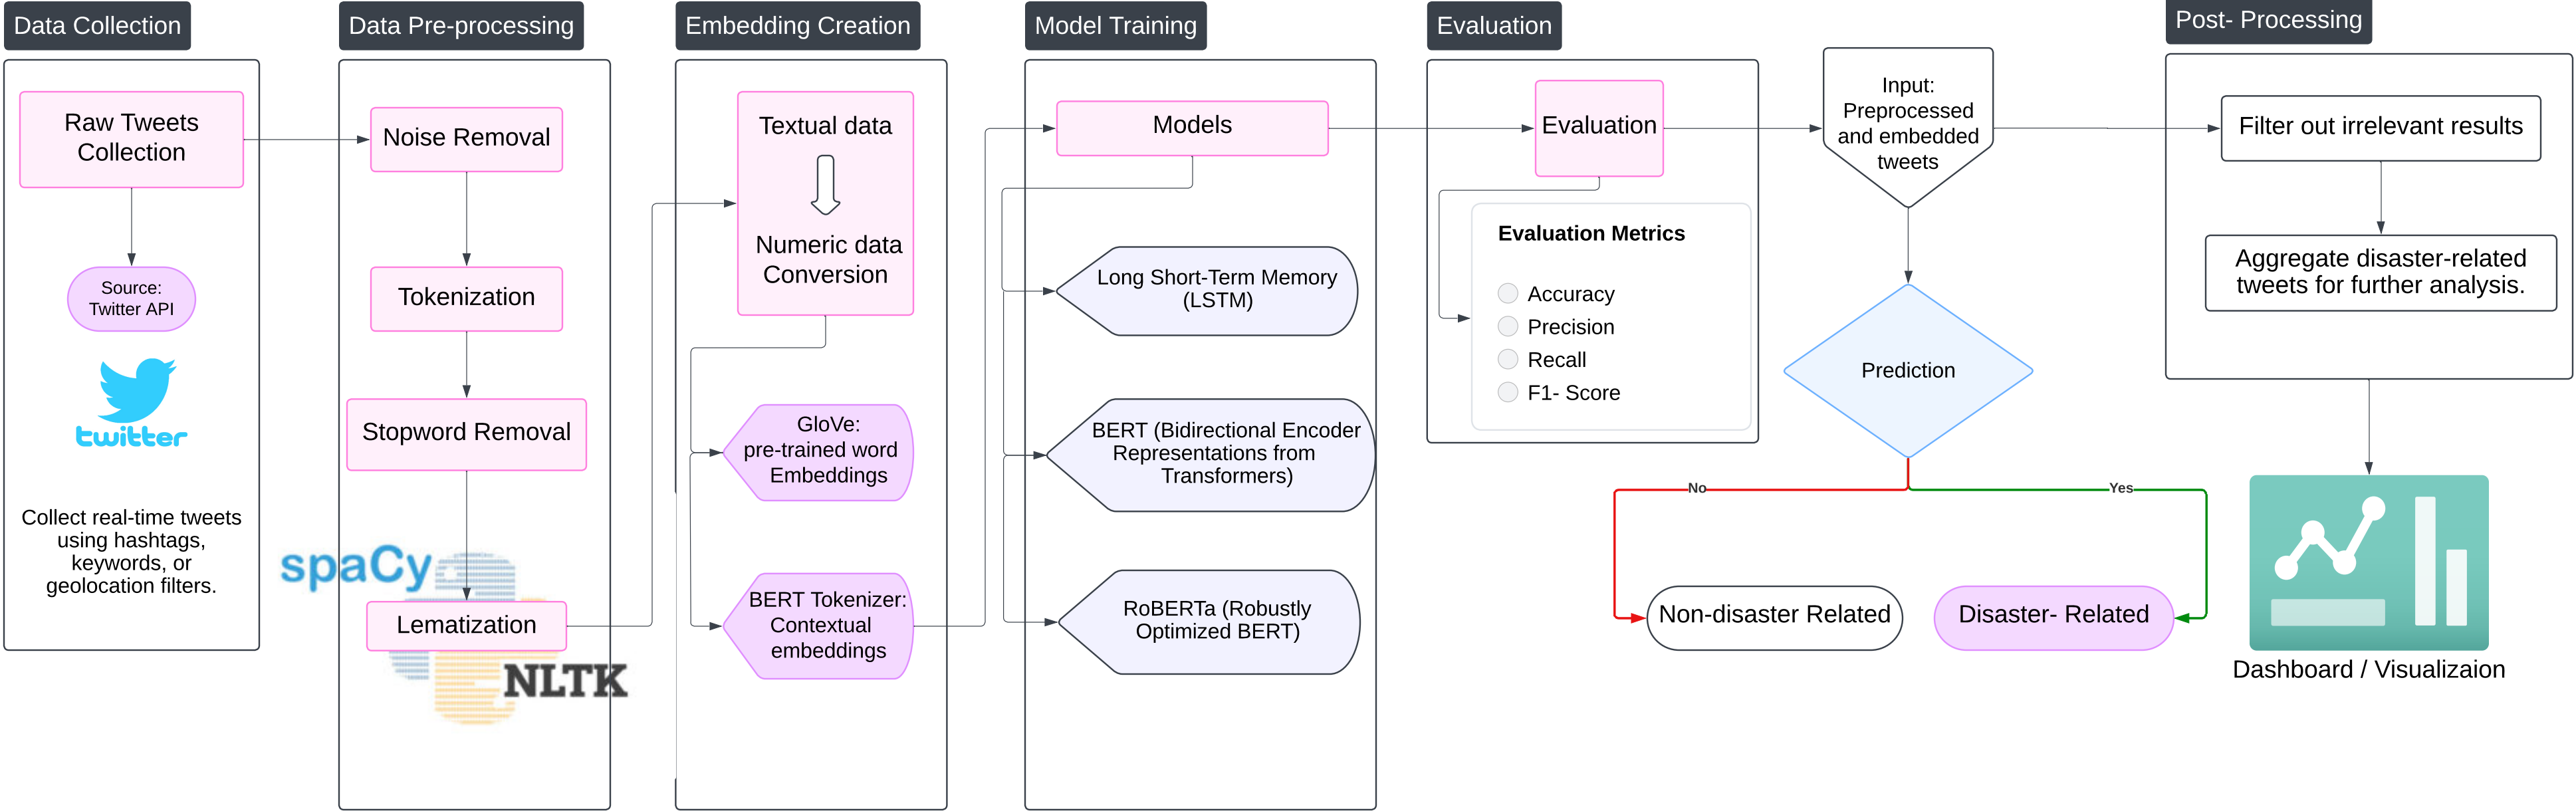 Data Collection
Raw Tweets
Collection
Source:
Twitter API
twitter
Collect real-time tweets
using hashtags,
keywords, or
geolocation filters.
Data Pre-processing
Noise Removal
Tokenization
Stopword Removal
spaCy
Lematization
NLTK
Embedding Creation
Textual data
Numeric data
Conversion
GloVe:
pre-trained word
Embeddings
BERT Tokenizer:
Contextual
embeddings
Model Training
Models
Long Short-Term Memory
(LSTM)
BERT (Bidirectional Encoder
Representations from
Transformers)
RoBERTa (Robustly
Optimized BERT)
Evaluation
Evaluation
Evaluation Metrics
Accuracy
Precision
Recall
F1- Score
Input:
Preprocessed
and embedded
tweets
Prediction
No
Yes
Non-disaster Related
Disaster- Related
Post- Processing
Filter out irrelevant results
Aggregate disaster-related
tweets for further analysis.
Dashboard / Visualizaion